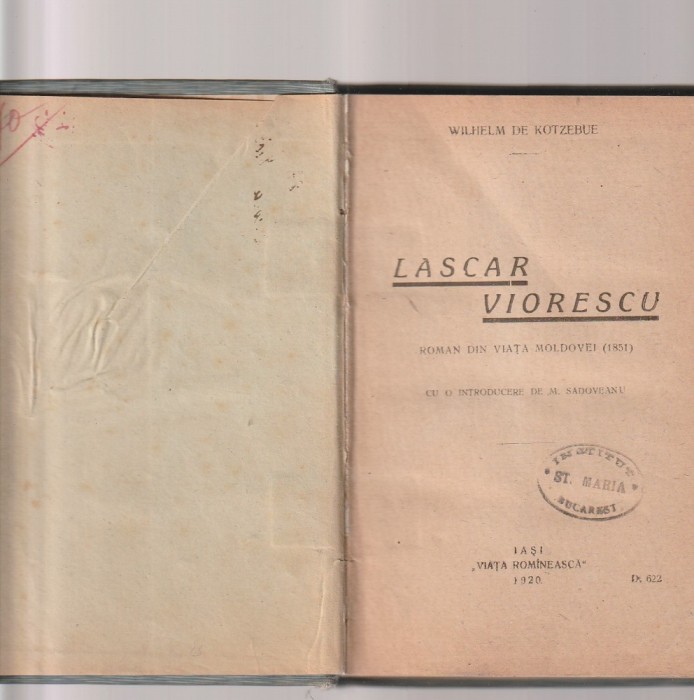 WILHELM DE KOTZEBUE
LASCAR
VIORESCU
ROMAN DIN VIAȚA MOLDOVEI (1851)
CU O INTRODUCERE DE M. SADOVEANU
INSTITUT
ST. MARIA
BUCAREST
IAȘI
„VIAȚA ROMÎNEASCĂ“
1920
D. 622